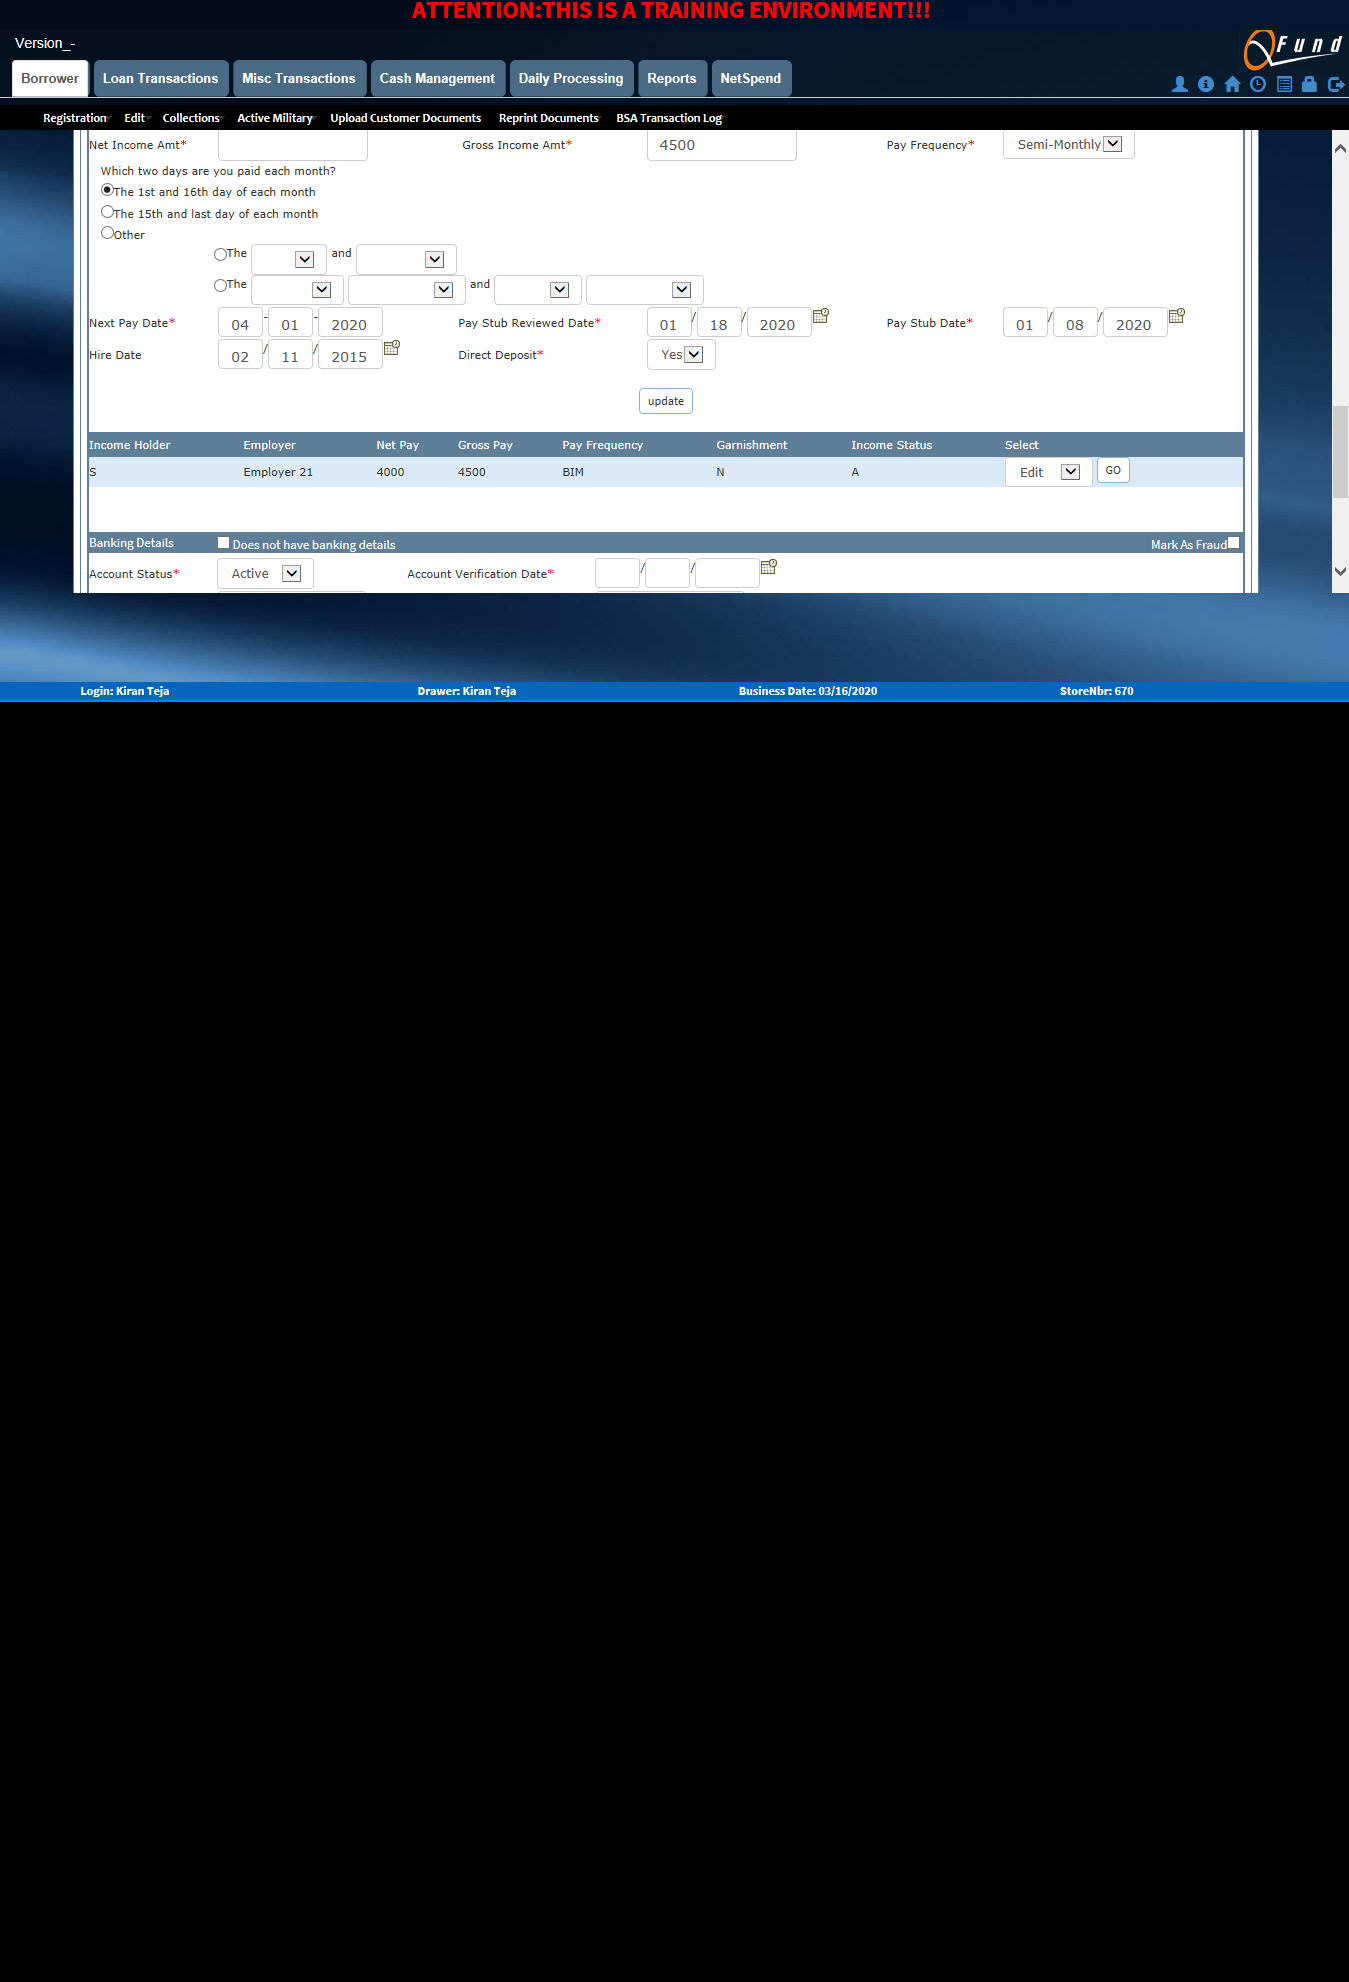 ATTENTION:THIS IS A TRAINING ENVIRONMENT!!!
Version_-
Fund
Borrower Loan Transactions Misc Transactions Cash Management Daily Processing Reports NetSpend
Registration Edit Collections Active Military Upload Customer Documents Reprint Documents BSA Transaction Log
Net Income Amt* Gross Income Amt* 4500 Pay Frequency* Semi-Monthly
Which two days are you paid each month?
The 1st and 16th day of each month
The 15th and last day of each month
Other
The and
The and
Next Pay Date* 04 - 01 - 2020 Pay Stub Reviewed Date* 01 / 18 / 2020 Pay Stub Date* 01 / 08 / 2020
Hire Date 02 / 11 / 2015 Direct Deposit* Yes
update
Income Holder Employer Net Pay Gross Pay Pay Frequency Garnishment Income Status Select
S Employer 21 4000 4500 BIM N A Edit GO
Banking Details Does not have banking details Mark As Fraud
Account Status* Active Account Verification Date* / /
Login: Kiran Teja Drawer: Kiran Teja Business Date: 03/16/2020 StoreNbr: 670